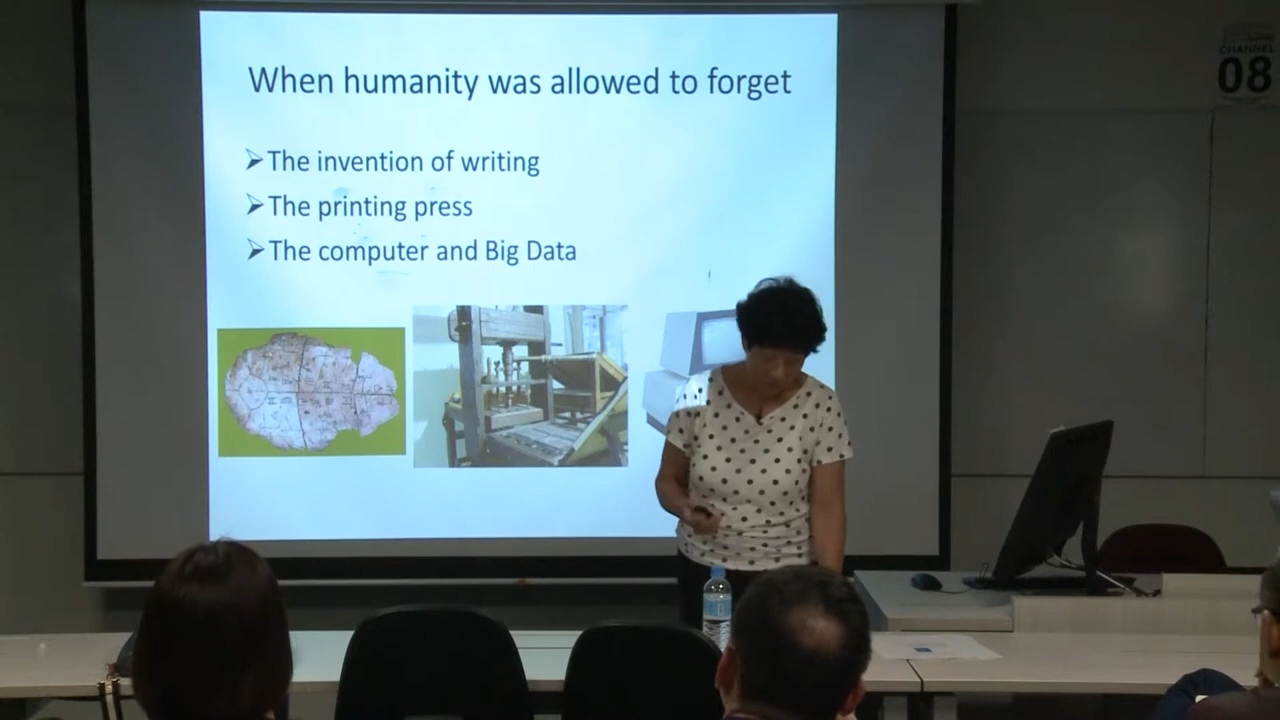 When humanity was allowed to forget
➢The invention of writing
➢The printing press
➢The computer and Big Data
CHANNEL
08